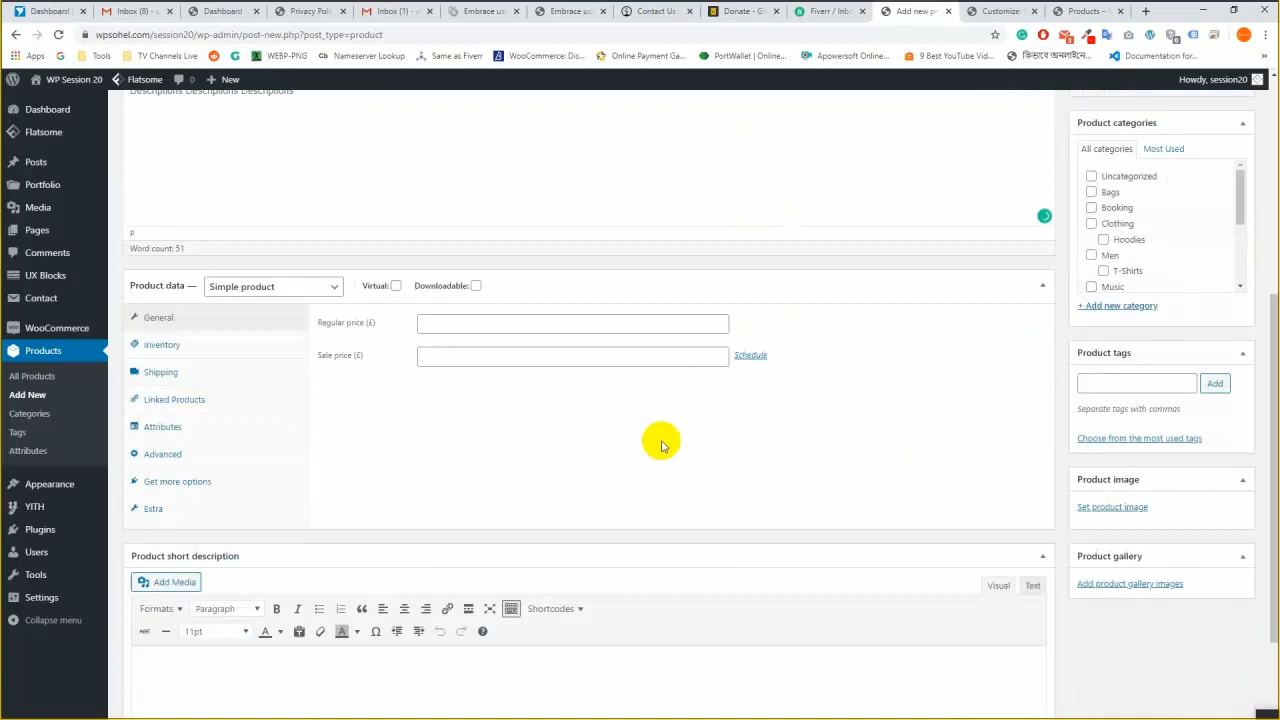 Dashboard
Inbox (8) -
Dashboard
Privacy Poli
Inbox (1) -
Embrace u
Embrace us
Contact Us
Donate - Gi
Fiverr / Inbo
Add new p
Customize:
Products –
wpsohel.com/session20/wp-admin/post-new.php?post_type=product
Apps
Tools
TV Channels Live
WEBP-PNG
Nameserver Lookup
Same as Fiverr
WooCommerce: Dis...
Online Payment Ga...
PortWallet | Online...
Apowersoft Online...
9 Best YouTube Vid...
কিভাবে অনলাইনে...
Documentation for...
WP Session 20
Flatsome
0
New
Howdy, session20
Dashboard
Flatsome
Posts
Portfolio
Media
Pages
Comments
UX Blocks
Contact
WooCommerce
Products
All Products
Add New
Categories
Tags
Attributes
Appearance
YITH
Plugins
Users
Tools
Settings
Collapse menu
Descriptions Descriptions Descriptions
p
Word count: 51
Product data — Simple product Virtual: Downloadable:
General
Inventory
Shipping
Linked Products
Attributes
Advanced
Get more options
Extra
Regular price (£)
Sale price (£)
Schedule
Product short description
Add Media
Visual Text
Formats Paragraph B I Shortcodes
ABC 11pt A A Ω
Product categories
All categories Most Used
Uncategorized
Bags
Booking
Clothing
Hoodies
Men
T-Shirts
Music
+ Add new category
Product tags
Add
Separate tags with commas
Choose from the most used tags
Product image
Set product image
Product gallery
Add product gallery images